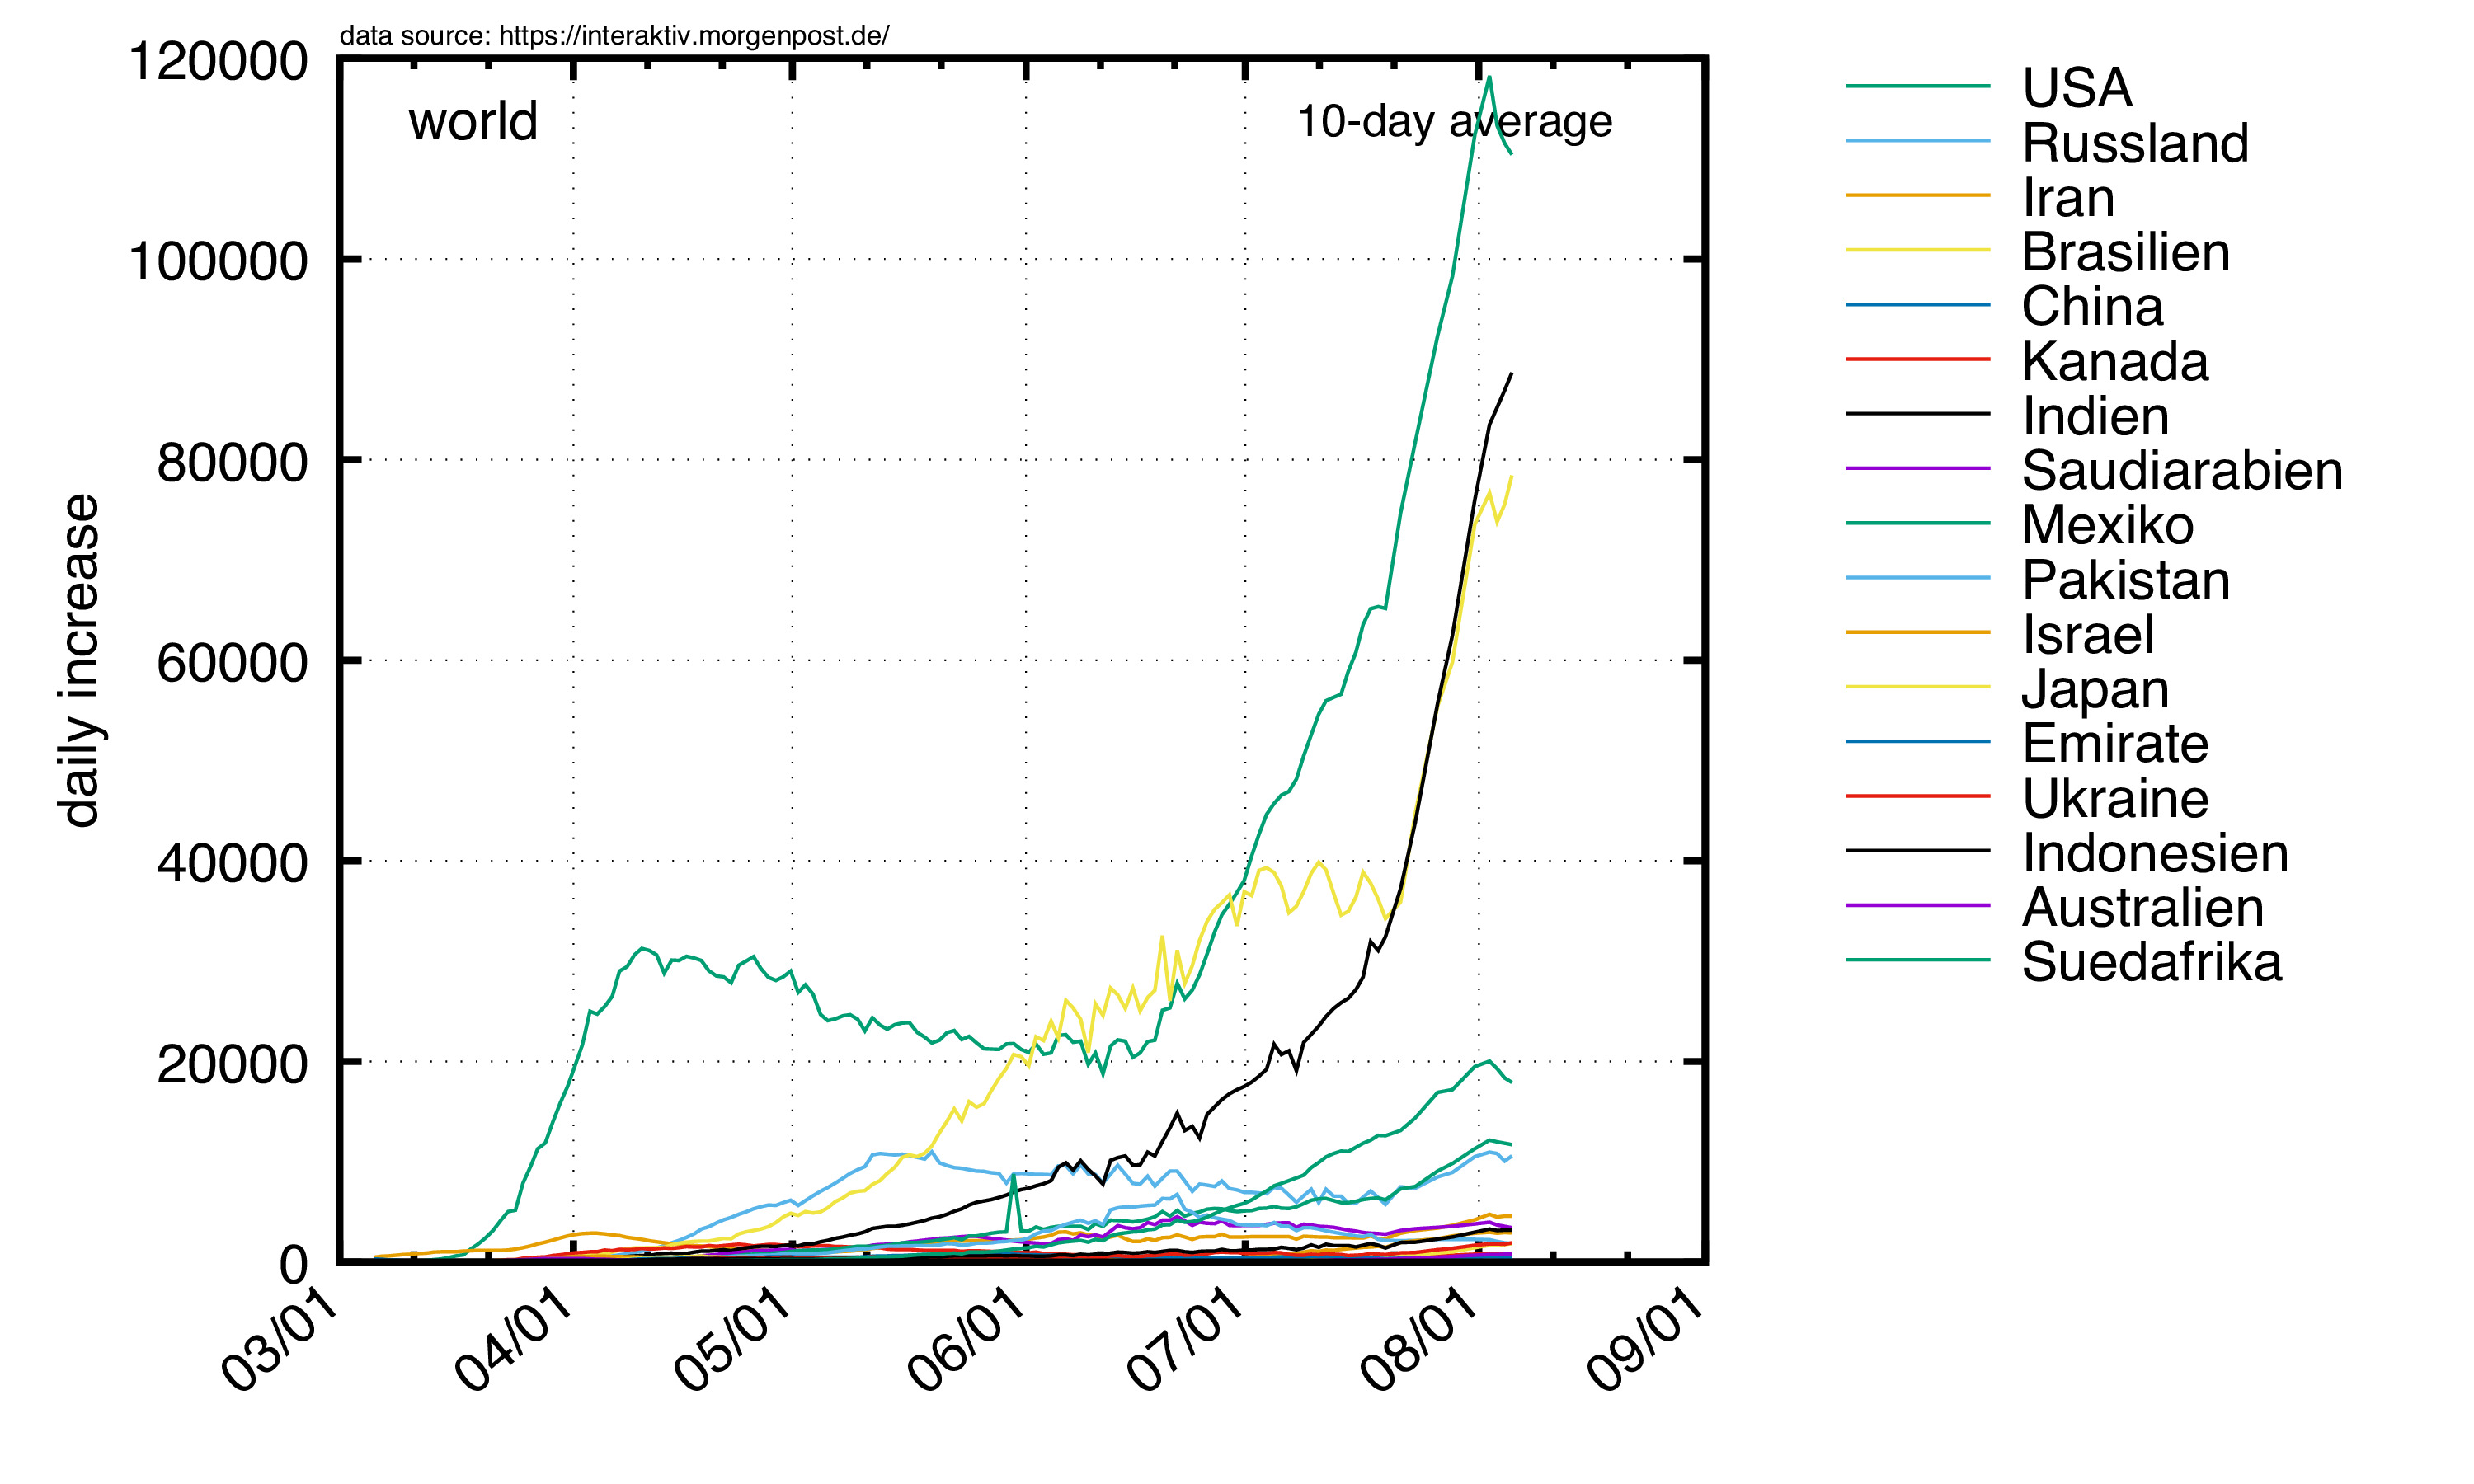 data source: https://interaktiv.morgenpost.de/
world
10-day average
daily increase
120000
100000
80000
60000
40000
20000
0
03/01
04/01
05/01
06/01
07/01
08/01
09/01
USA
Russland
Iran
Brasilien
China
Kanada
Indien
Saudiarabien
Mexiko
Pakistan
Israel
Japan
Emirate
Ukraine
Indonesien
Australien
Suedafrika